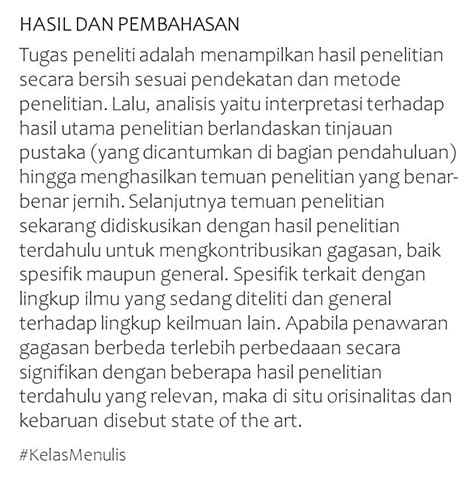 HASIL DAN PEMBAHASAN
Tugas peneliti adalah menampilkan hasil penelitian
secara bersih sesuai pendekatan dan metode
penelitian. Lalu, analisis yaitu interpretasi terhadap
hasil utama penelitian berlandaskan tinjauan
pustaka (yang dicantumkan di bagian pendahuluan)
hingga menghasilkan temuan penelitian yang benar-
benar jernih. Selanjutnya temuan penelitian
sekarang didiskusikan dengan hasil penelitian
terdahulu untuk mengkontribusikan gagasan, baik
spesifik maupun general. Spesifik terkait dengan
lingkup ilmu yang sedang diteliti dan general
terhadap lingkup keilmuan lain. Apabila penawaran
gagasan berbeda terlebih perbedaaan secara
signifikan dengan beberapa hasil penelitian
terdahulu yang relevan, maka di situ orisinalitas dan
kebaruan disebut state of the art.
#KelasMenulis